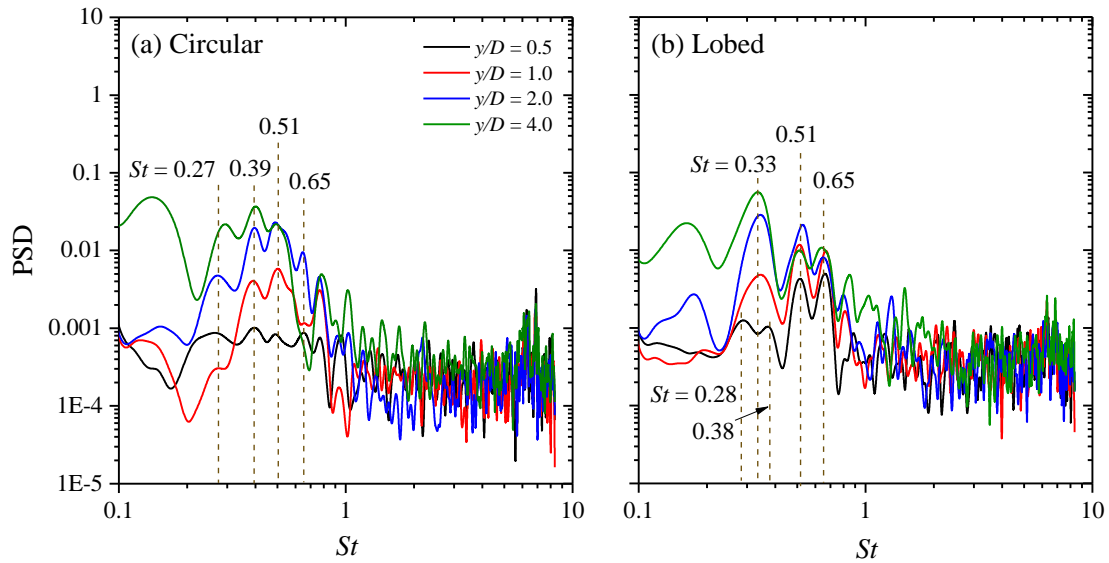 (a) Circular
y/D = 0.5
y/D = 1.0
y/D = 2.0
y/D = 4.0
0.51
St = 0.27
0.39
0.65
10
1
0.1
0.01
0.001
1E-4
1E-5
PSD
0.1
1
10
St
(b) Lobed
0.51
St = 0.33
0.65
St = 0.28
0.38
0.1
1
10
St